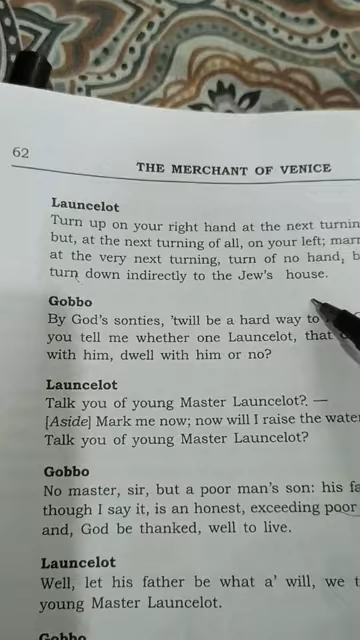 62
THE MERCHANT OF VENICE
Launcelot
Turn up on your right hand at the next
but, at the next turning of all, on your left;
at the very next turning, turn of no hand,
turn down indirectly to the Jew's house.
Gobbo
By God's sonties, 'twill be a hard way to
you tell me whether one Launcelot, that
with him, dwell with him or no?
Launcelot
Talk you of young Master Launcelot?. —
[Aside] Mark me now; now will I raise the
Talk you of young Master Launcelot?
Gobbo
No master, sir, but a poor man's son: his
though I say it, is an honest, exceeding poor
and, God be thanked, well to live.
Launcelot
Well, let his father be what a' will, we
young Master Launcelot.
Gobbo